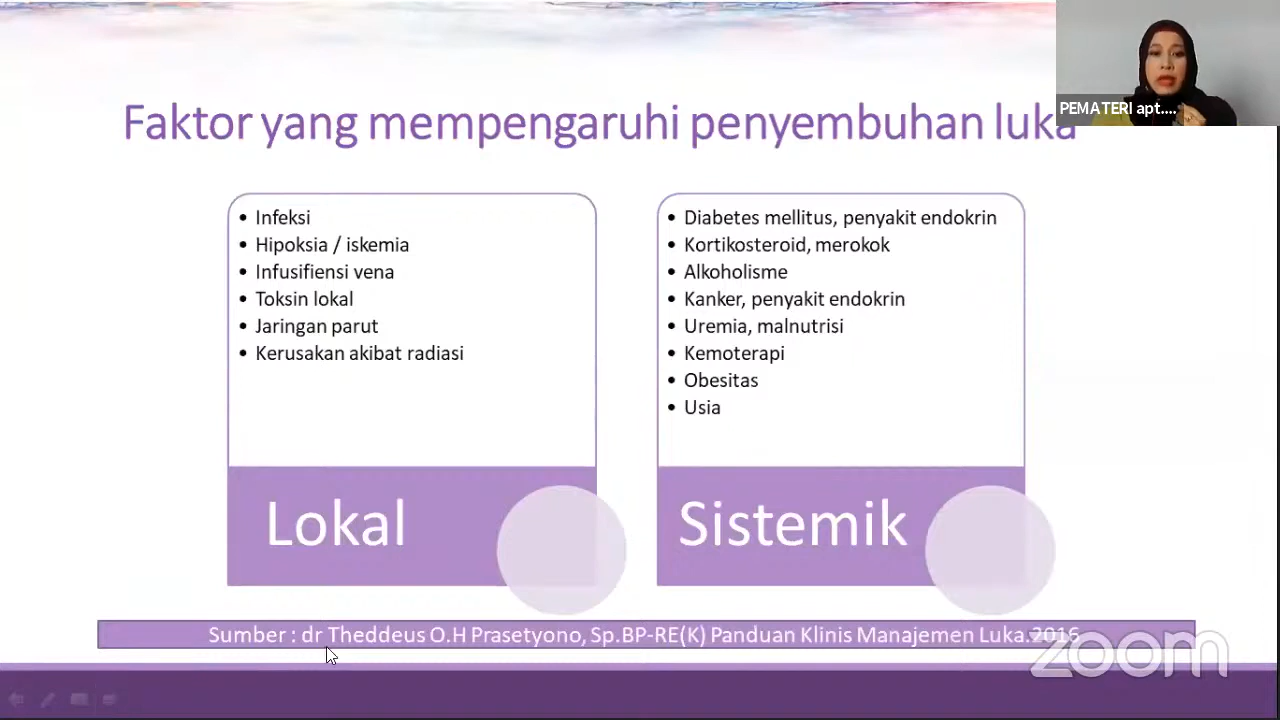 PEMATERI apt....
Faktor yang mempengaruhi penyembuhan luka
• Infeksi
• Hipoksia / iskemia
• Infusifiensi vena
• Toksin lokal
• Jaringan parut
• Kerusakan akibat radiasi
Lokal
• Diabetes mellitus, penyakit endokrin
• Kortikosteroid, merokok
• Alkoholisme
• Kanker, penyakit endokrin
• Uremia, malnutrisi
• Kemoterapi
• Obesitas
• Usia
Sistemik
Sumber : dr Theddeus O.H Prasetyono, Sp.BP-RE(K) Panduan Klinis Manajemen Luka.2016
zoom